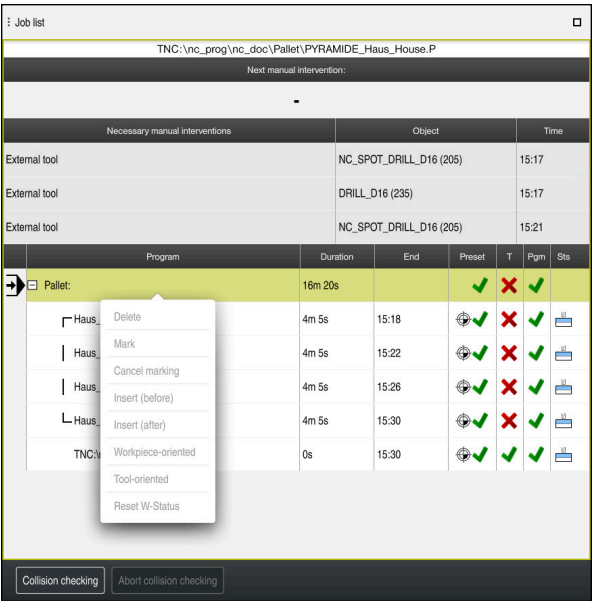 Job list
TNC:\nc_prog\nc_doc\Pallet\PYRAMIDE_Haus_House.P
Next manual intervention:
-
Necessary manual interventions Object Time
External tool NC_SPOT_DRILL_D16 (205) 15:17
External tool DRILL_D16 (235) 15:17
External tool NC_SPOT_DRILL_D16 (205) 15:21
Program Duration End Preset T Pgm Sts
Pallet: 16m 20s
Haus_ 4m 5s 15:18
Haus_ 4m 5s 15:22
Haus_ 4m 5s 15:26
Haus_ 4m 5s 15:30
TNC:\ 0s 15:30
Delete
Mark
Cancel marking
Insert (before)
Insert (after)
Workpiece-oriented
Tool-oriented
Reset W-Status
Collision checking Abort collision checking